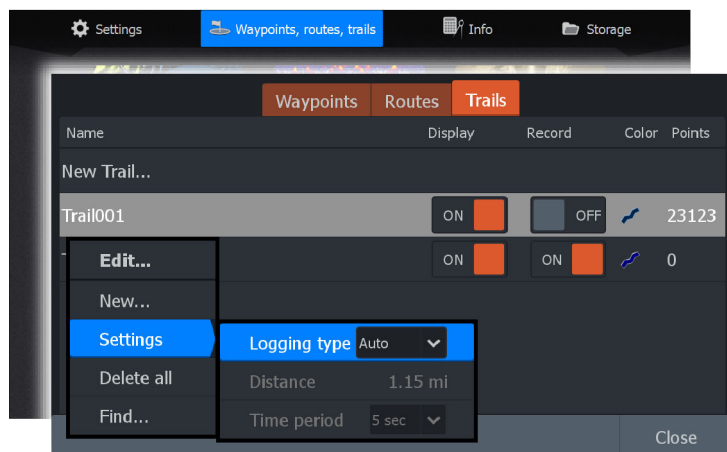 Settings Waypoints, routes, trails Info Storage
Waypoints Routes Trails
Name Display Record Color Points
New Trail...
Trail001 ON OFF 23123
ON ON 0
Edit...
New...
Settings
Logging type Auto
Delete all
Distance 1.15 mi
Find...
Time period 5 sec
Close